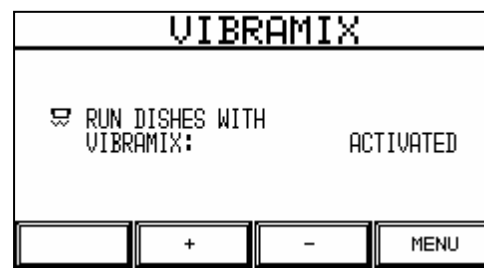 VIBRAMIX
RUN DISHES WITH
VIBRAMIX: ACTIVATED
+ - MENU